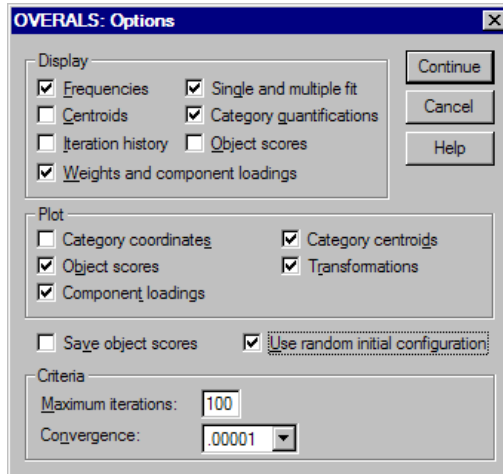 OVERALS: Options
Display
Frequencies Single and multiple fit
Centroids Category quantifications
Iteration history Object scores
Weights and component loadings
Continue
Cancel
Help
Plot
Category coordinates Category centroids
Object scores Transformations
Component loadings
Save object scores Use random initial configuration
Criteria
Maximum iterations: 100
Convergence: .00001